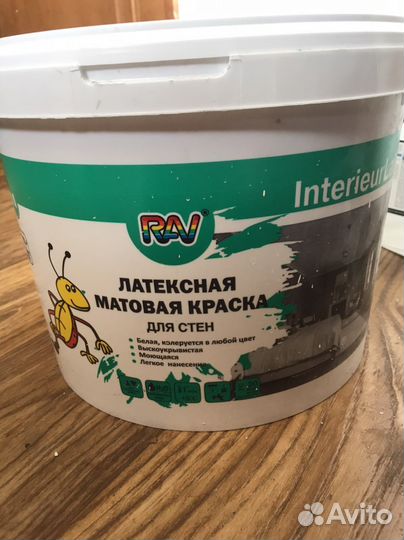 Interieur
RAV®
ЛАТЕКСНАЯ
МАТОВАЯ КРАСКА
ДЛЯ СТЕН
• Белая, колеруется в любой цвет
• Высокоукрывистая
• Моющаяся
• Легкое нанесение
Avito